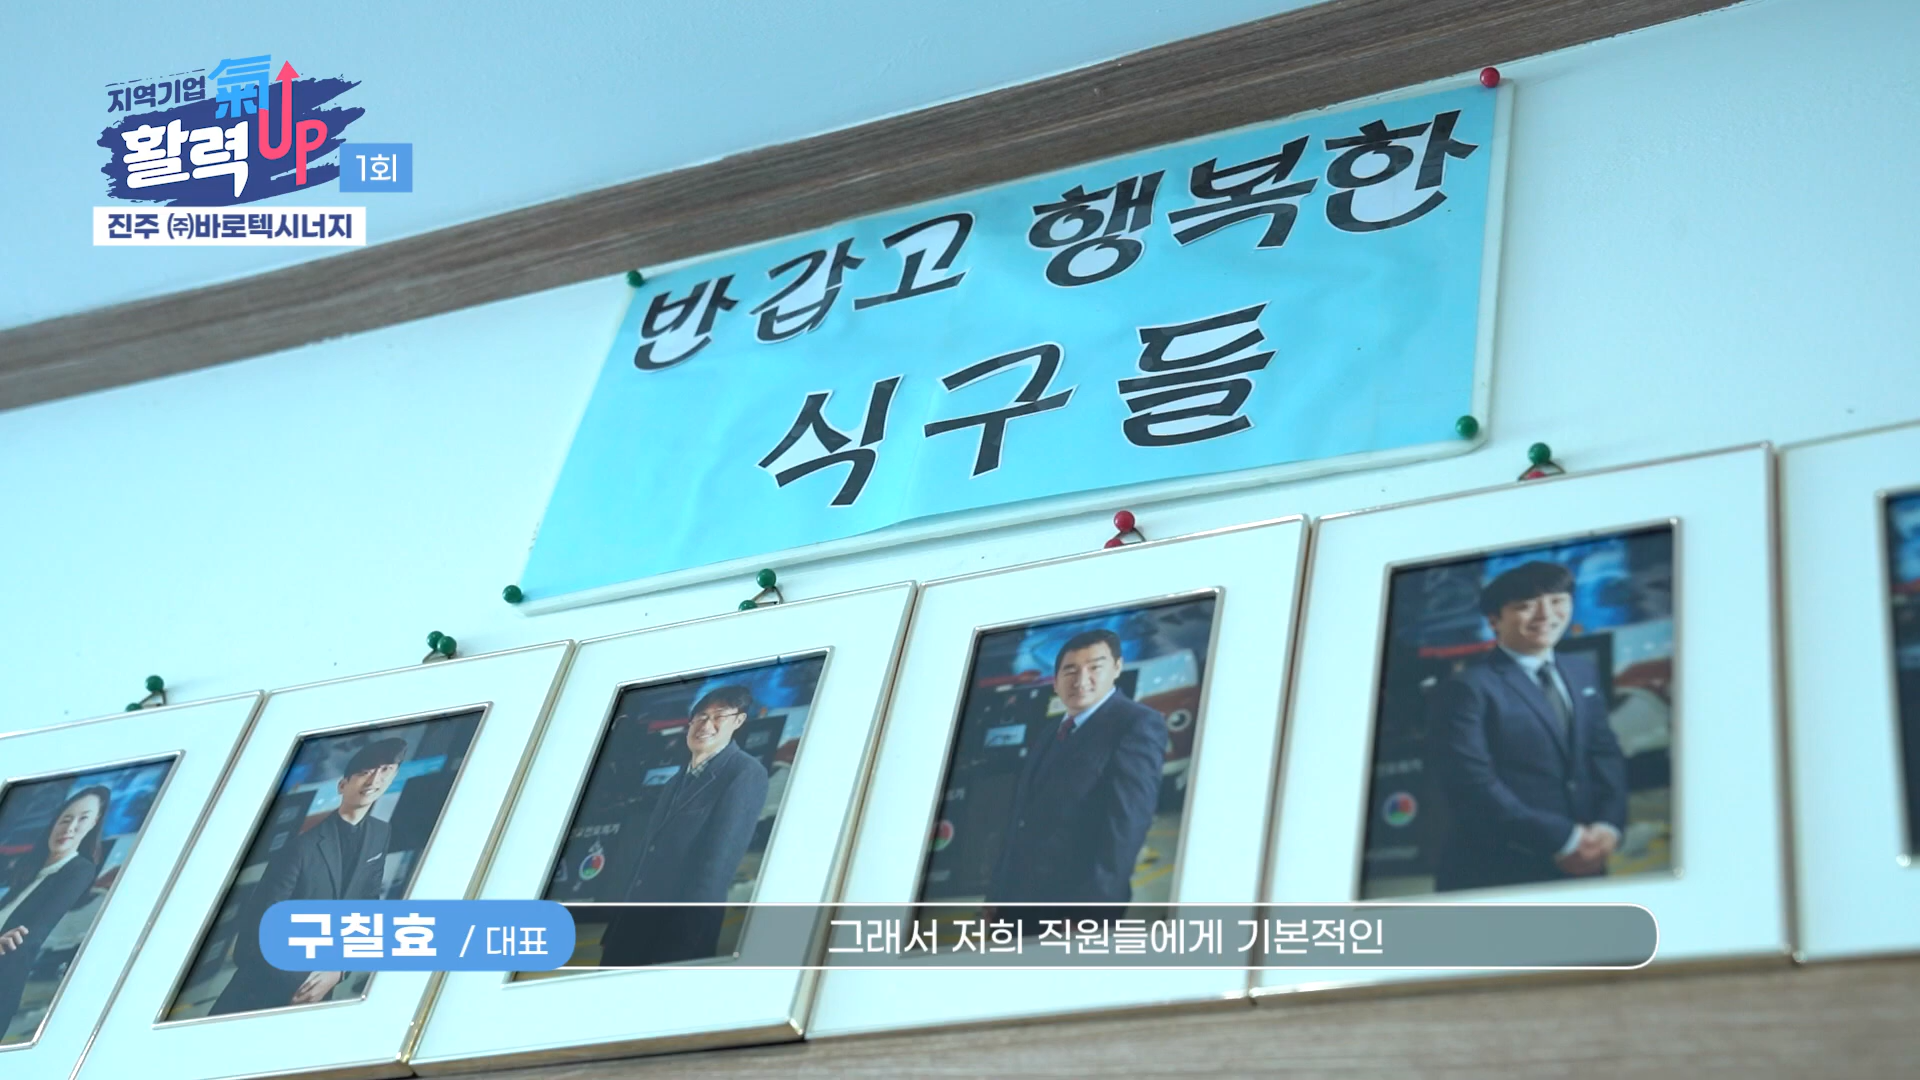 지역기업 氣UP
활력
1회
진주 ㈜바로텍시너지
반갑고 행복한
식구들
구칠효 / 대표
그래서 저희 직원들에게 기본적인